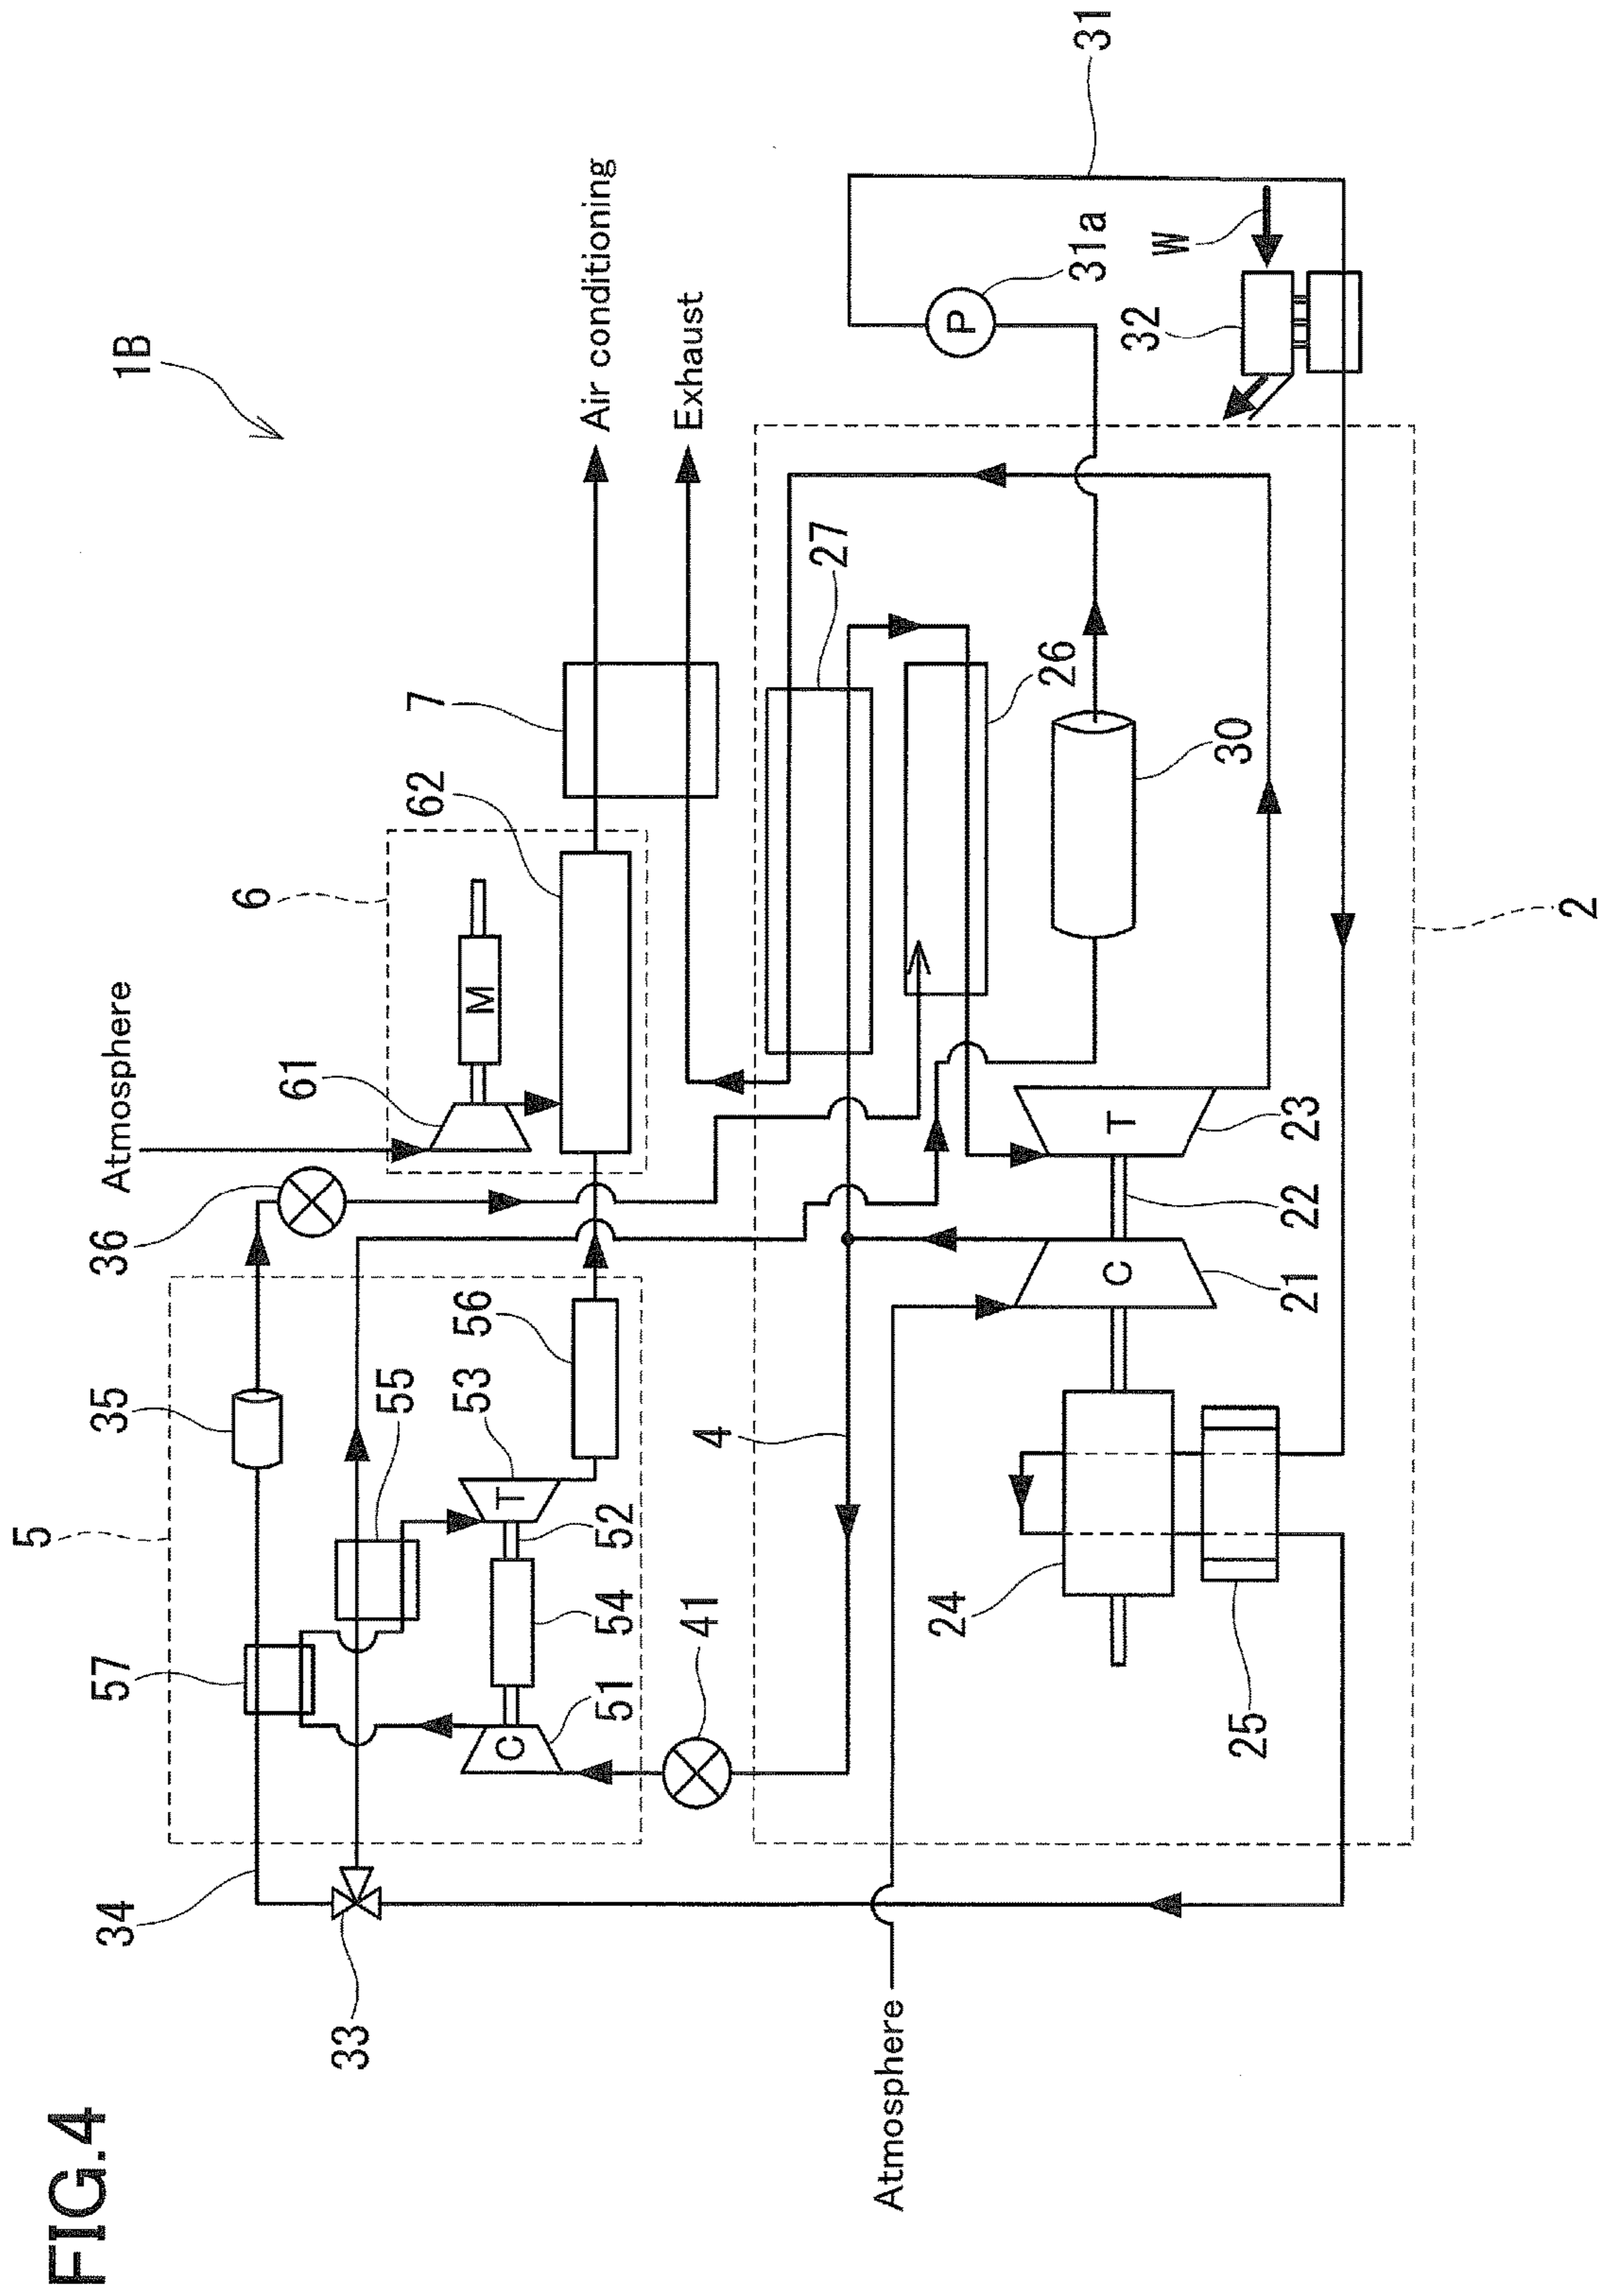 FIG.4
1B
31
Air conditioning
Exhaust
31a
P
W
32
27
7
26
62
30
6
M
2
Atmosphere
61
T
23
36
22
C
21
56
35
55
53
T
4
5
52
54
24
41
57
51
C
25
34
33
Atmosphere